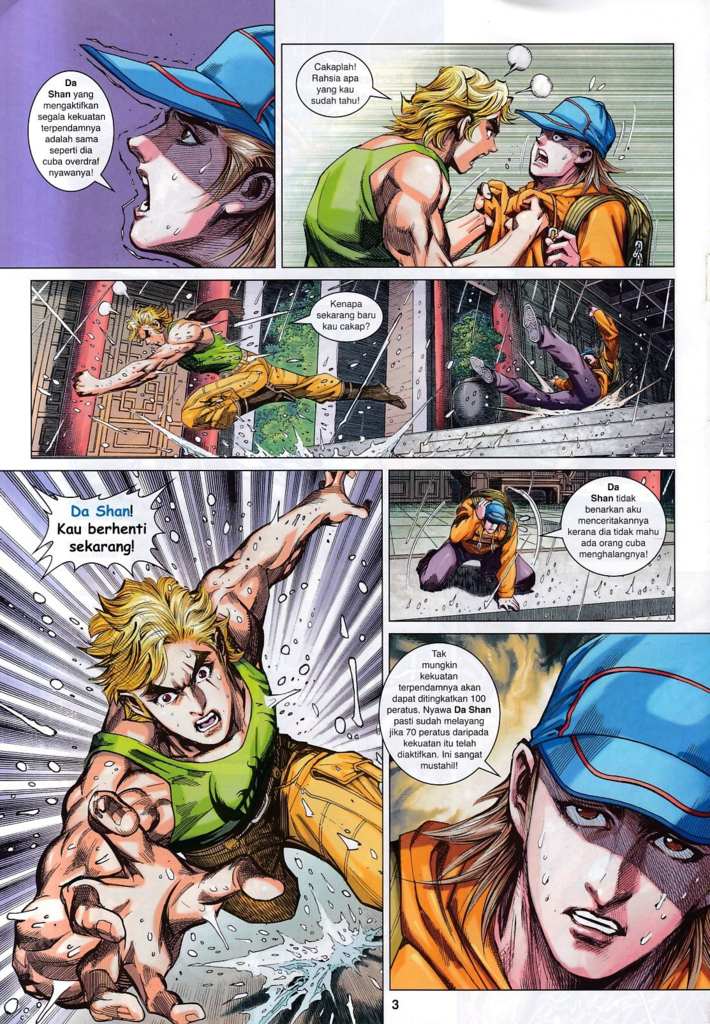 Da
Shan yang
mengaktifkan
segala kekuatan
terpendamnya
adalah sama
seperti dia
cuba overdraf
nyawanya!
Cakaplah!
Rahsia apa
yang kau
sudah tahu!
Kenapa
sekarang baru
kau cakap?
Da Shan!
Kau berhenti
sekarang!
Da
Shan tidak
benarkan aku
menceritakannya
kerana dia tidak mahu
ada orang cuba
menghalangnya!
Tak
mungkin
kekuatan
terpendamnya akan
dapat ditingkatkan 100
peratus. Nyawa Da Shan
pasti sudah melayang
jika 70 peratus daripada
kekuatan itu telah
diaktifkan. Ini sangat
mustahil!
3